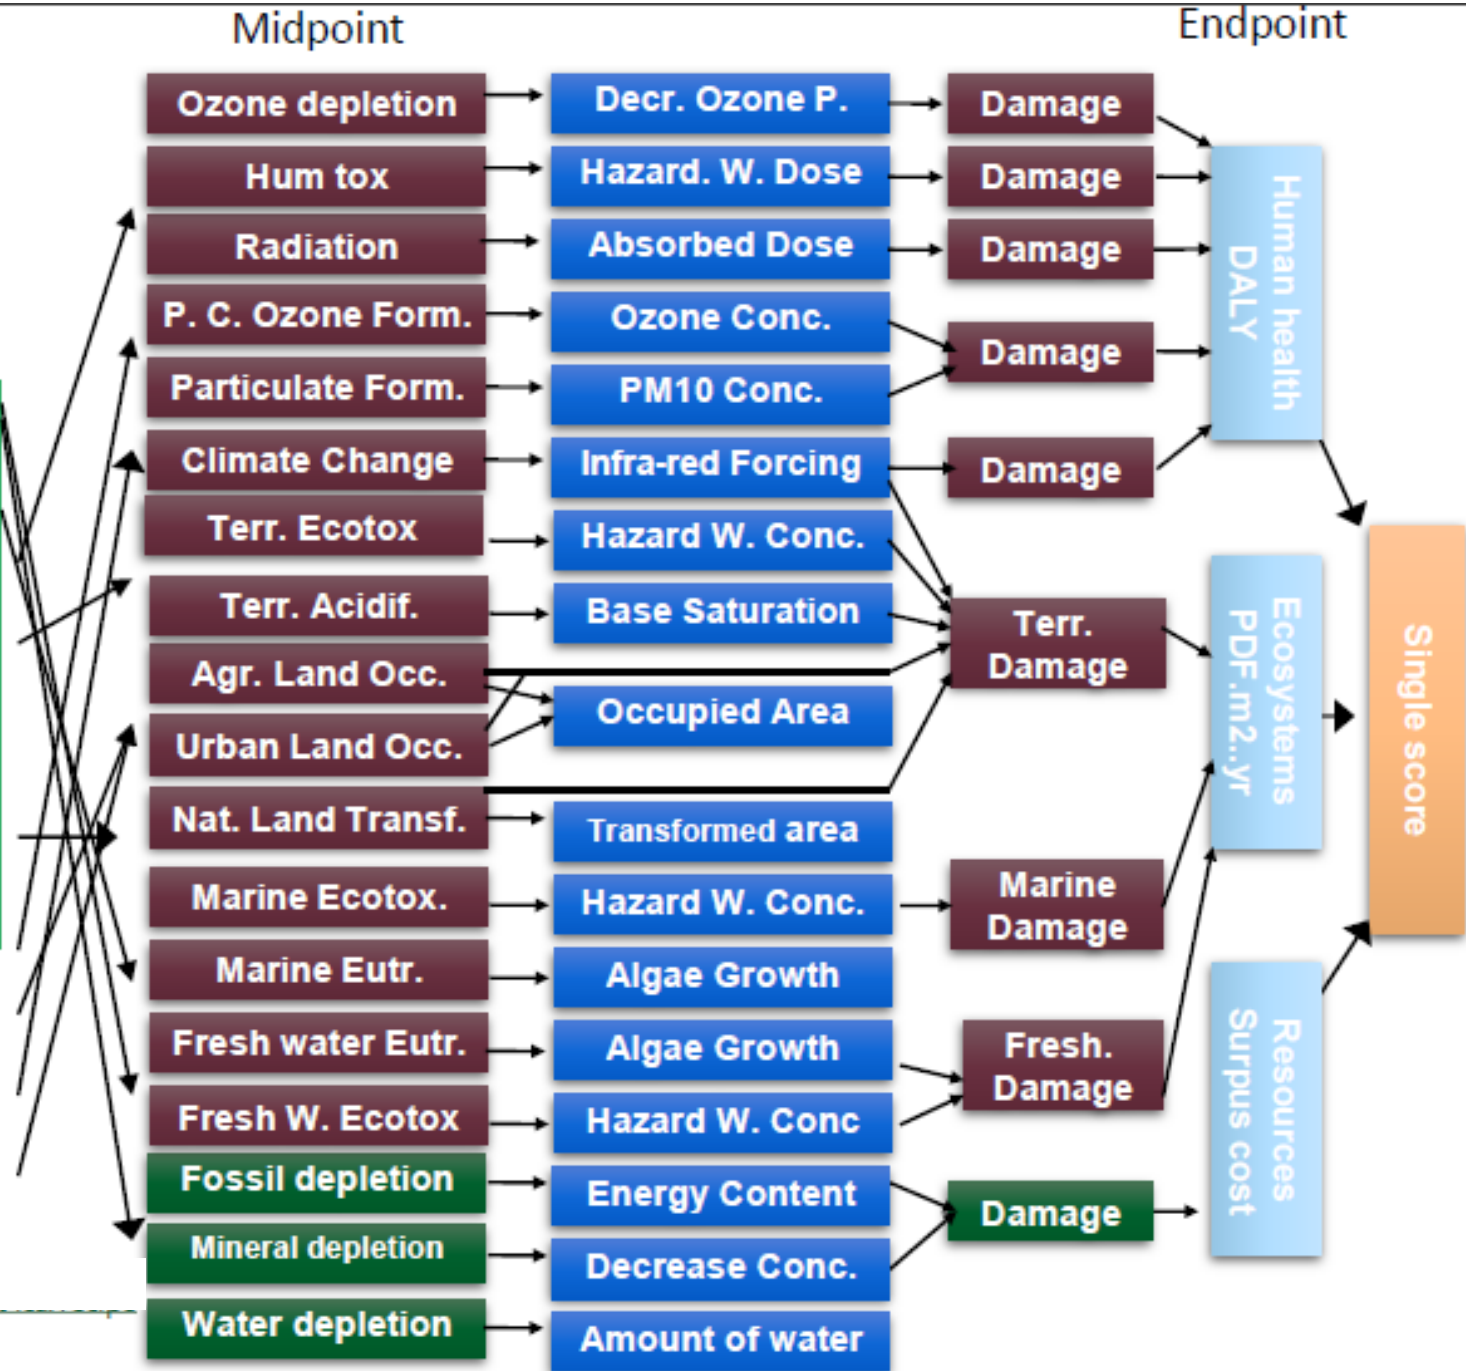 Midpoint
Endpoint
Ozone depletion
Decr. Ozone P.
Damage
Hum tox
Hazard. W. Dose
Damage
Radiation
Absorbed Dose
Damage
P. C. Ozone Form.
Ozone Conc.
Damage
Particulate Form.
PM10 Conc.
Climate Change
Infra-red Forcing
Damage
Terr. Ecotox
Hazard W. Conc.
Terr. Acidif.
Base Saturation
Terr.
Damage
Agr. Land Occ.
Occupied Area
Urban Land Occ.
Nat. Land Transf.
Transformed area
Marine Ecotox.
Hazard W. Conc.
Marine
Damage
Marine Eutr.
Algae Growth
Fresh water Eutr.
Algae Growth
Fresh.
Damage
Fresh W. Ecotox
Hazard W. Conc
Fossil depletion
Energy Content
Damage
Mineral depletion
Decrease Conc.
Water depletion
Amount of water
Human health
DALY
Ecosystems
PDF.m2..yr
Resources
Surpus cost
Single score